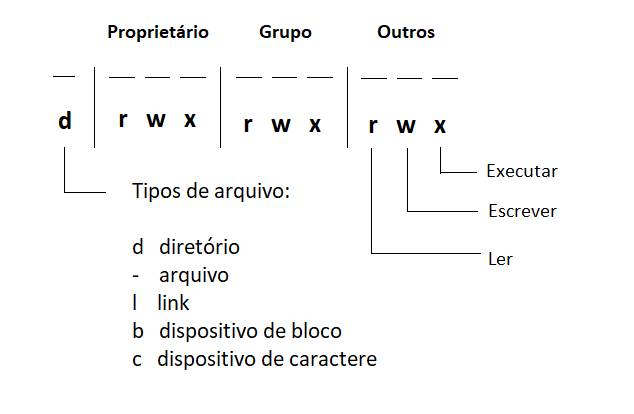 Proprietário Grupo Outros
d r w x r w x r w x
Executar
Tipos de arquivo:
Escrever
d diretório
Ler
- arquivo
l link
b dispositivo de bloco
c dispositivo de caractere